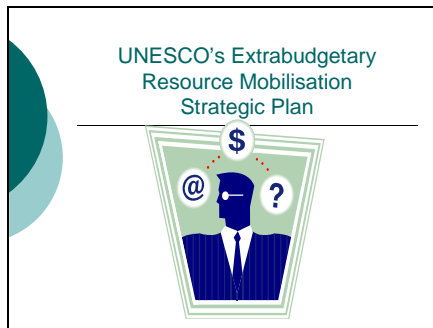 UNESCO's Extrabudgetary
Resource Mobilisation
Strategic Plan
$
@
?